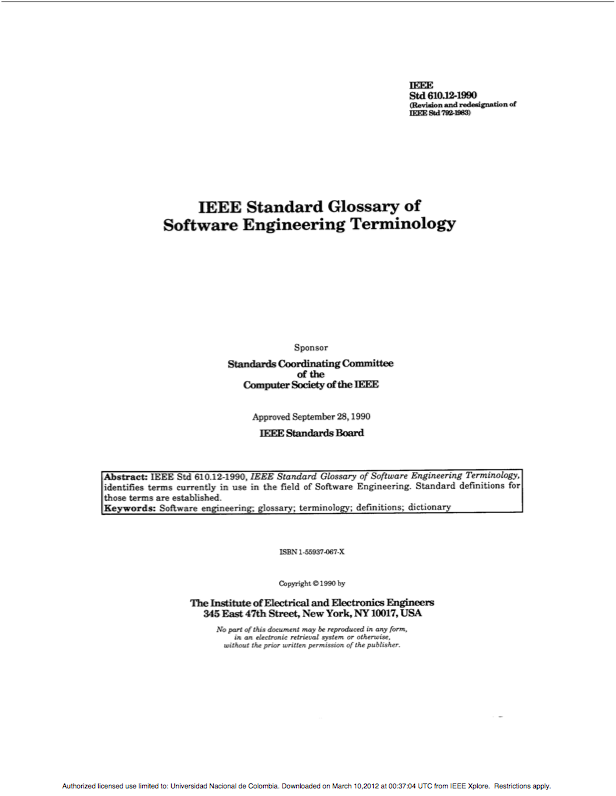 IEEE
Std 610.12-1990
(Revision and redesignation of
IEEE Std 792-1983)
IEEE Standard Glossary of
Software Engineering Terminology
Sponsor
Standards Coordinating Committee
of the
Computer Society of the IEEE
Approved September 28, 1990
IEEE Standards Board
Abstract: IEEE Std 610.12-1990, IEEE Standard Glossary of Software Engineering Terminology,
identifies terms currently in use in the field of Software Engineering. Standard definitions for
those terms are established.
Keywords: Software engineering; glossary; terminology; definitions; dictionary
ISBN 1-55937-067-X
Copyright © 1990 by
The Institute of Electrical and Electronics Engineers
345 East 47th Street, New York, NY 10017, USA
No part of this document may be reproduced in any form,
in an electronic retrieval system or otherwise,
without the prior written permission of the publisher.
Authorized licensed use limited to: Universidad Nacional de Colombia. Downloaded on March 10,2012 at 00:37:04 UTC from IEEE Xplore. Restrictions apply.